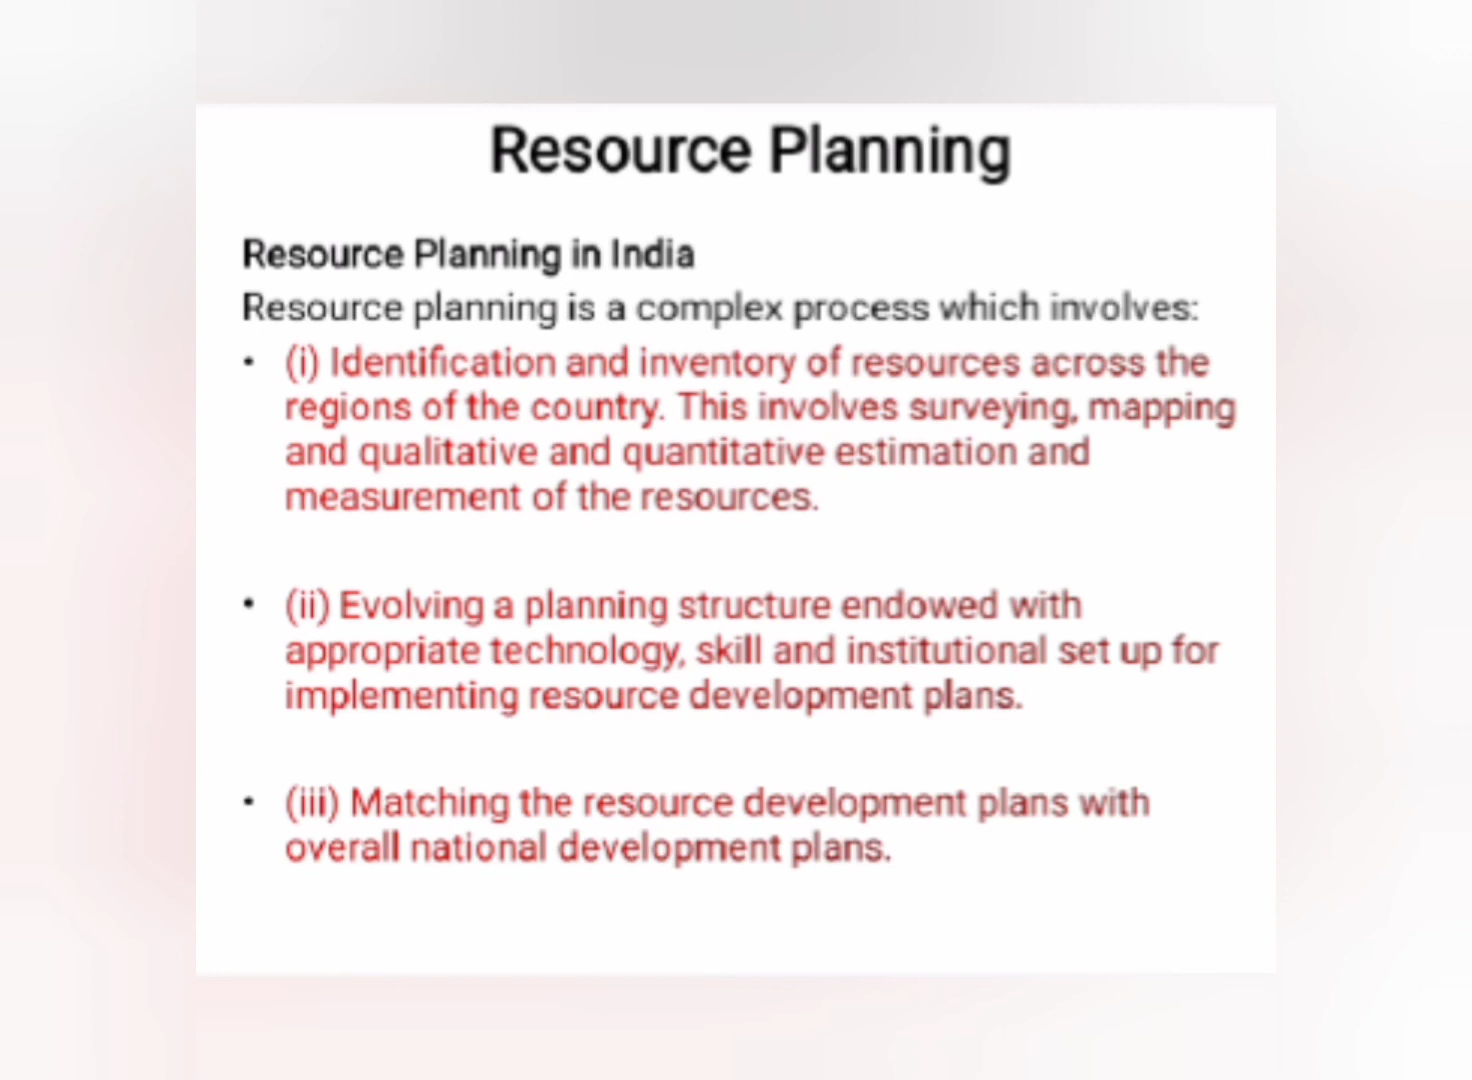 Resource Planning
Resource Planning in India
Resource planning is a complex process which involves:
• (i) Identification and inventory of resources across the
regions of the country. This involves surveying, mapping
and qualitative and quantitative estimation and
measurement of the resources.
• (ii) Evolving a planning structure endowed with
appropriate technology, skill and institutional set up for
implementing resource development plans.
• (iii) Matching the resource development plans with
overall national development plans.